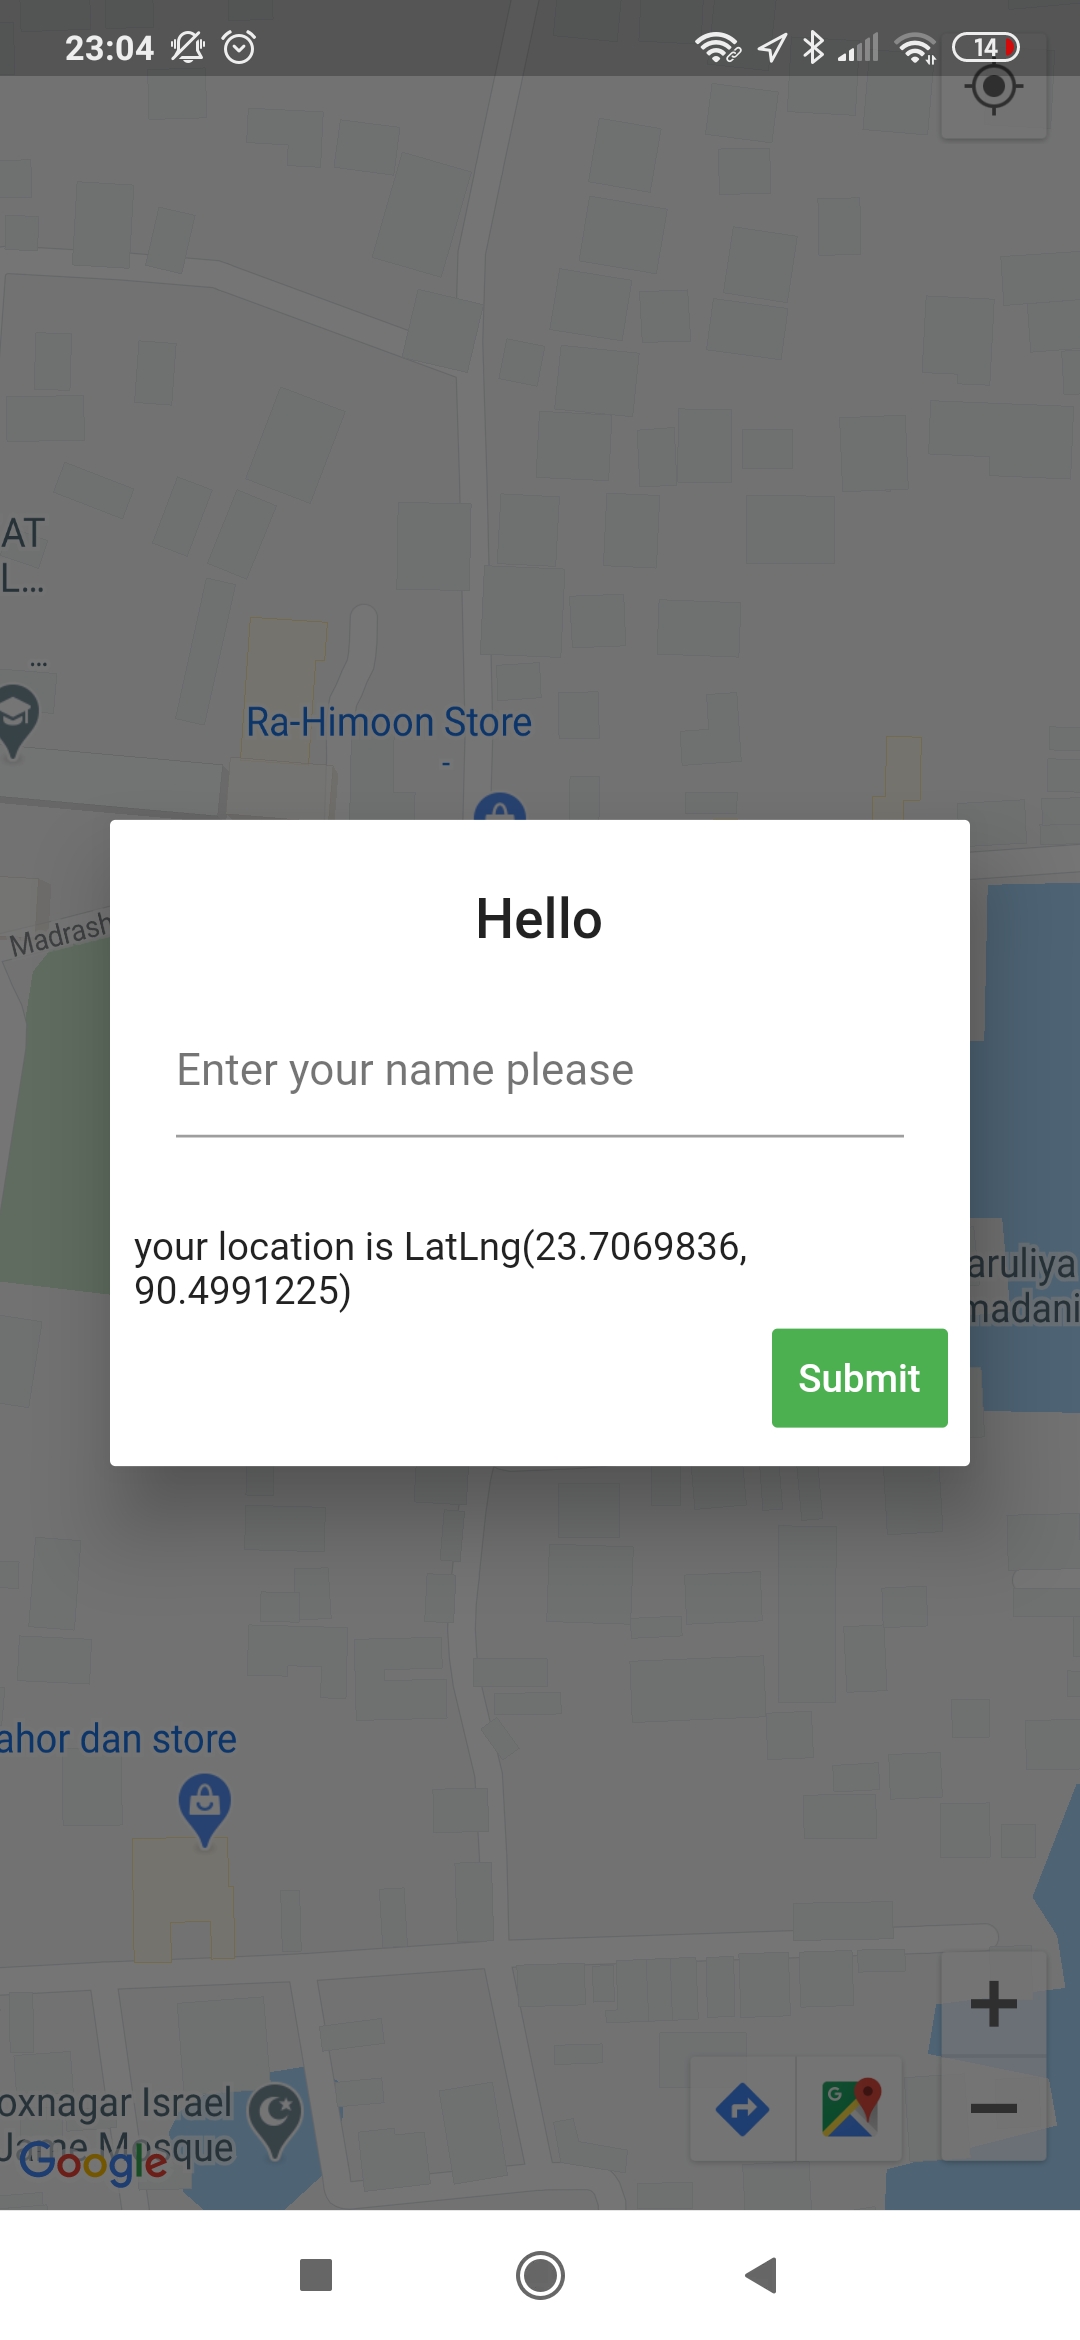 23:04
14
AT
L...
...
Ra-Himoon Store
-
Madrash
Hello
Enter your name please
your location is LatLng(23.7069836,
90.4991225)
aruliya
madani
Submit
ahor dan store
oxnagar Israel
Jame Mosque
Google
G